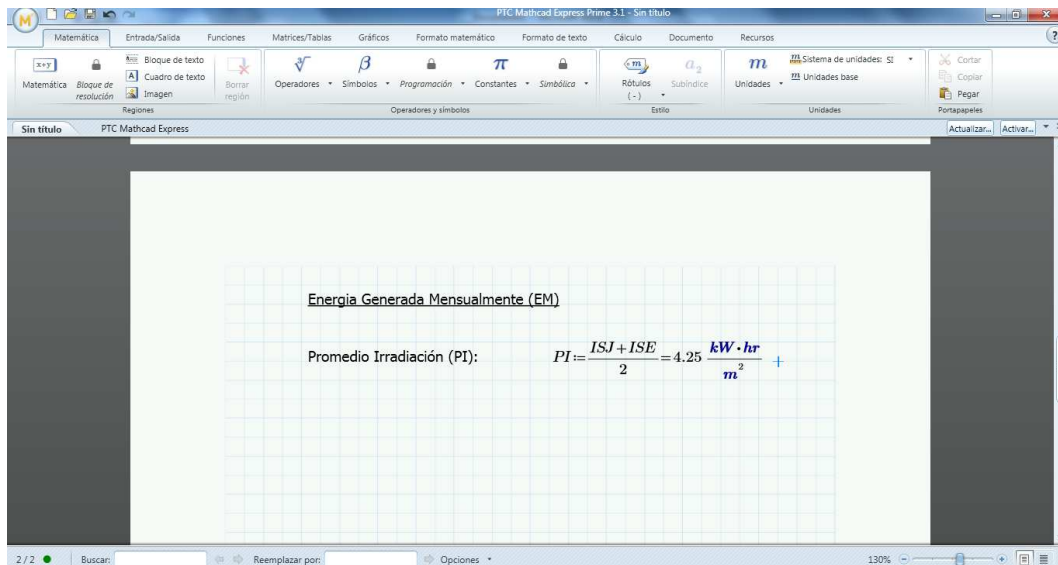 PTC Mathcad Express Prime 3.1 - Sin título
Matemática Entrada/Salida Funciones Matrices/Tablas Gráficos Formato matemático Formato de texto Cálculo Documento Recursos
Matemática
Bloque de resolución
Bloque de texto
Cuadro de texto
Imagen
Borrar región
Operadores
Símbolos
Programación
Constantes
Simbólica
Rótulos
(-)
Subíndice
Unidades
Sistema de unidades: SI
Unidades base
Cortar
Copiar
Pegar
Regiones Operadores y símbolos Estilo Unidades Portapapeles
Sin título PTC Mathcad Express Actualizar... Activar...
Energia Generada Mensualmente (EM)
Promedio Irradiación (PI): PI:=(ISJ+ISE)/2=4.25 kW·hr/m²
2 / 2 Buscar: Reemplazar por: Opciones 130%